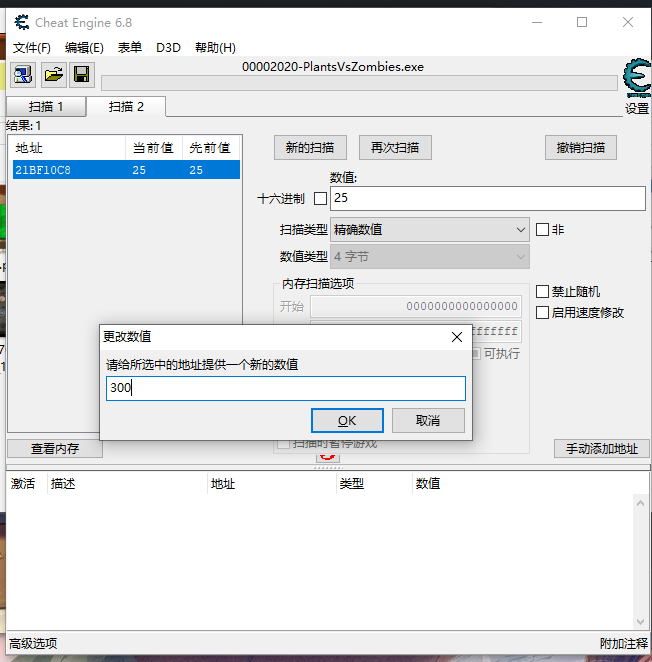 Cheat Engine 6.8
文件(F) 编辑(E) 表单 D3D 帮助(H)
00002020-PlantsVsZombies.exe
设置
扫描 1 扫描 2
结果: 1
地址 当前值 先前值
21BF10C8 25 25
新的扫描 再次扫描 撤销扫描
数值:
十六进制 25
扫描类型 精确数值 非
数值类型 4 字节
内存扫描选项
开始 0000000000000000
禁止随机
启用速度修改
可执行
更改数值
请给所选中的地址提供一个新的数值
300
OK 取消
扫描时暂停游戏
查看内存 手动添加地址
激活 描述 地址 类型 数值
高级选项 附加注释